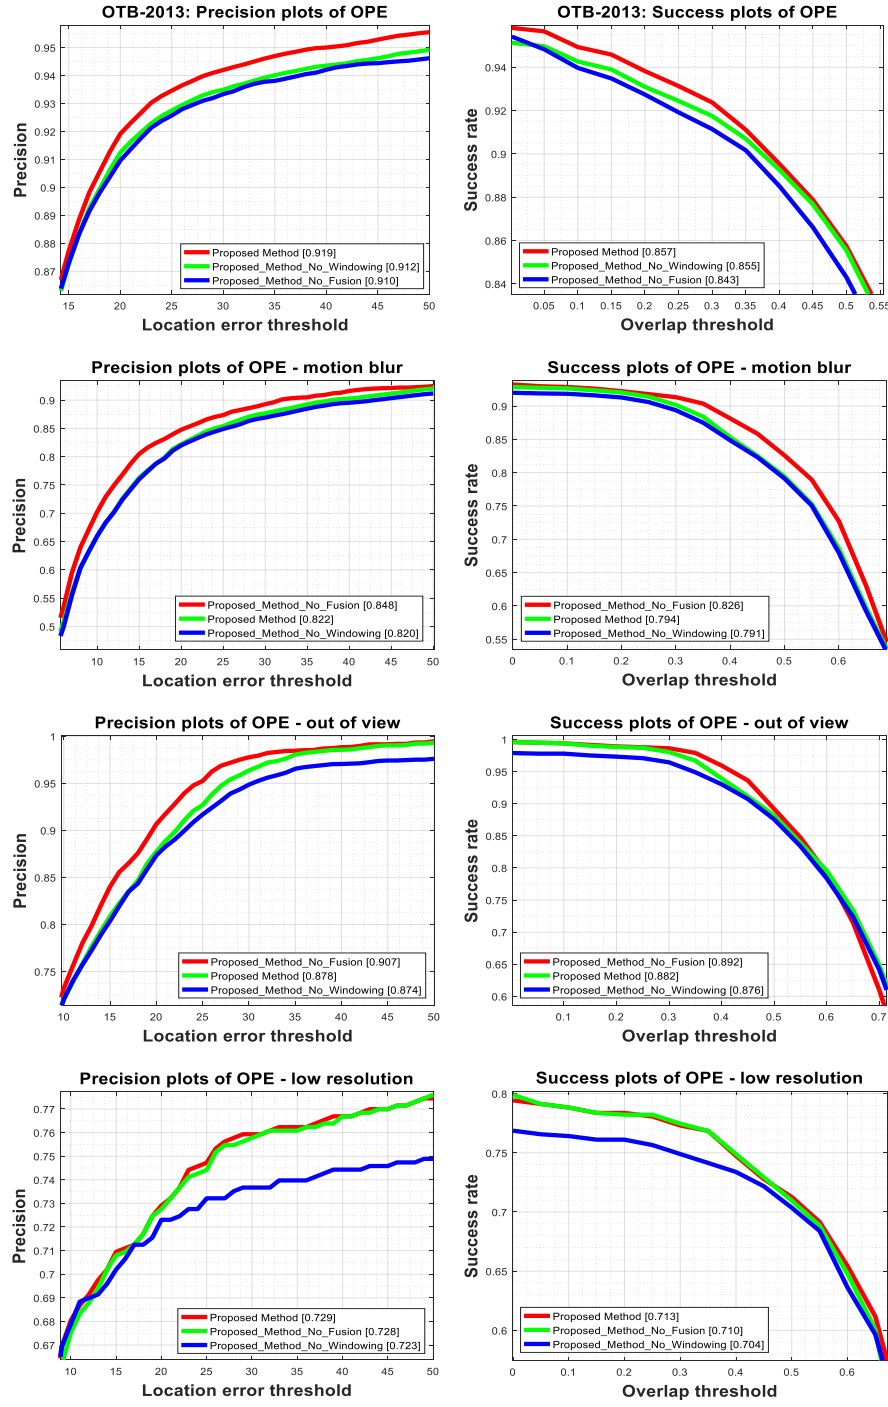 OTB-2013: Precision plots of OPE
Precision
0.95
0.94
0.93
0.92
0.91
0.9
0.89
0.88
0.87
Proposed Method [0.919]
Proposed_Method_No_Windowing [0.912]
Proposed_Method_No_Fusion [0.910]
15 20 25 30 35 40 45 50
Location error threshold
OTB-2013: Success plots of OPE
Success rate
0.94
0.92
0.9
0.88
0.86
0.84
Proposed Method [0.857]
Proposed_Method_No_Windowing [0.855]
Proposed_Method_No_Fusion [0.843]
0.05 0.1 0.15 0.2 0.25 0.3 0.35 0.4 0.45 0.5 0.55
Overlap threshold
Precision plots of OPE - motion blur
Precision
0.9
0.85
0.8
0.75
0.7
0.65
0.6
0.55
0.5
Proposed_Method_No_Fusion [0.848]
Proposed Method [0.822]
Proposed_Method_No_Windowing [0.820]
10 15 20 25 30 35 40 45 50
Location error threshold
Success plots of OPE - motion blur
Success rate
0.9
0.85
0.8
0.75
0.7
0.65
0.6
0.55
Proposed_Method_No_Fusion [0.826]
Proposed Method [0.794]
Proposed_Method_No_Windowing [0.791]
0 0.1 0.2 0.3 0.4 0.5 0.6
Overlap threshold
Precision plots of OPE - out of view
Precision
1
0.95
0.9
0.85
0.8
0.75
Proposed_Method_No_Fusion [0.907]
Proposed Method [0.878]
Proposed_Method_No_Windowing [0.874]
10 15 20 25 30 35 40 45 50
Location error threshold
Success plots of OPE - out of view
Success rate
1
0.95
0.9
0.85
0.8
0.75
0.7
0.65
0.6
Proposed_Method_No_Fusion [0.892]
Proposed Method [0.882]
Proposed_Method_No_Windowing [0.876]
0.1 0.2 0.3 0.4 0.5 0.6 0.7
Overlap threshold
Precision plots of OPE - low resolution
Precision
0.77
0.76
0.75
0.74
0.73
0.72
0.71
0.7
0.69
0.68
0.67
Proposed Method [0.729]
Proposed_Method_No_Fusion [0.728]
Proposed_Method_No_Windowing [0.723]
10 15 20 25 30 35 40 45 50
Location error threshold
Success plots of OPE - low resolution
Success rate
0.8
0.75
0.7
0.65
0.6
Proposed Method [0.713]
Proposed_Method_No_Fusion [0.710]
Proposed_Method_No_Windowing [0.704]
0 0.1 0.2 0.3 0.4 0.5 0.6
Overlap threshold